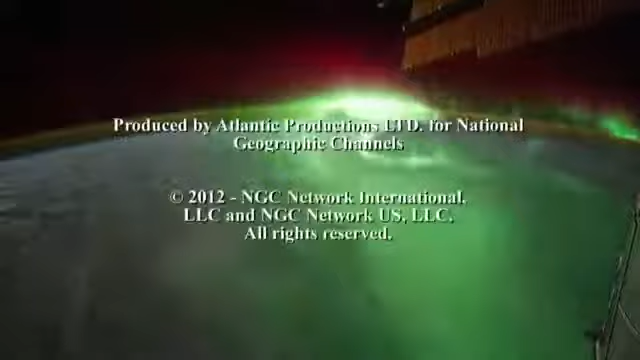 Produced by Atlantic Productions LTD. for National
Geographic Channels
© 2012 - NGC Network International,
LLC and NGC Network US, LLC.
All rights reserved.